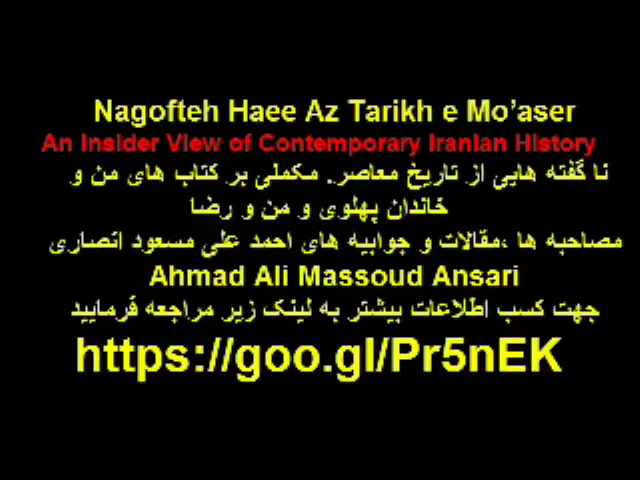 Nagofteh Haee Az Tarikh e Mo'aser
An Insider View of Contemporary Iranian History
نا گفته هایی از تاریخ معاصر. مکملی بر کتاب های من و
خاندان پهلوی و من و رضا
مصاحبه ها ،مقالات و جوابیه های احمد علی مسعود انصاری
Ahmad Ali Massoud Ansari
جهت کسب اطلاعات بیشتر به لینک زیر مراجعه فرمایید
https://goo.gl/Pr5nEK